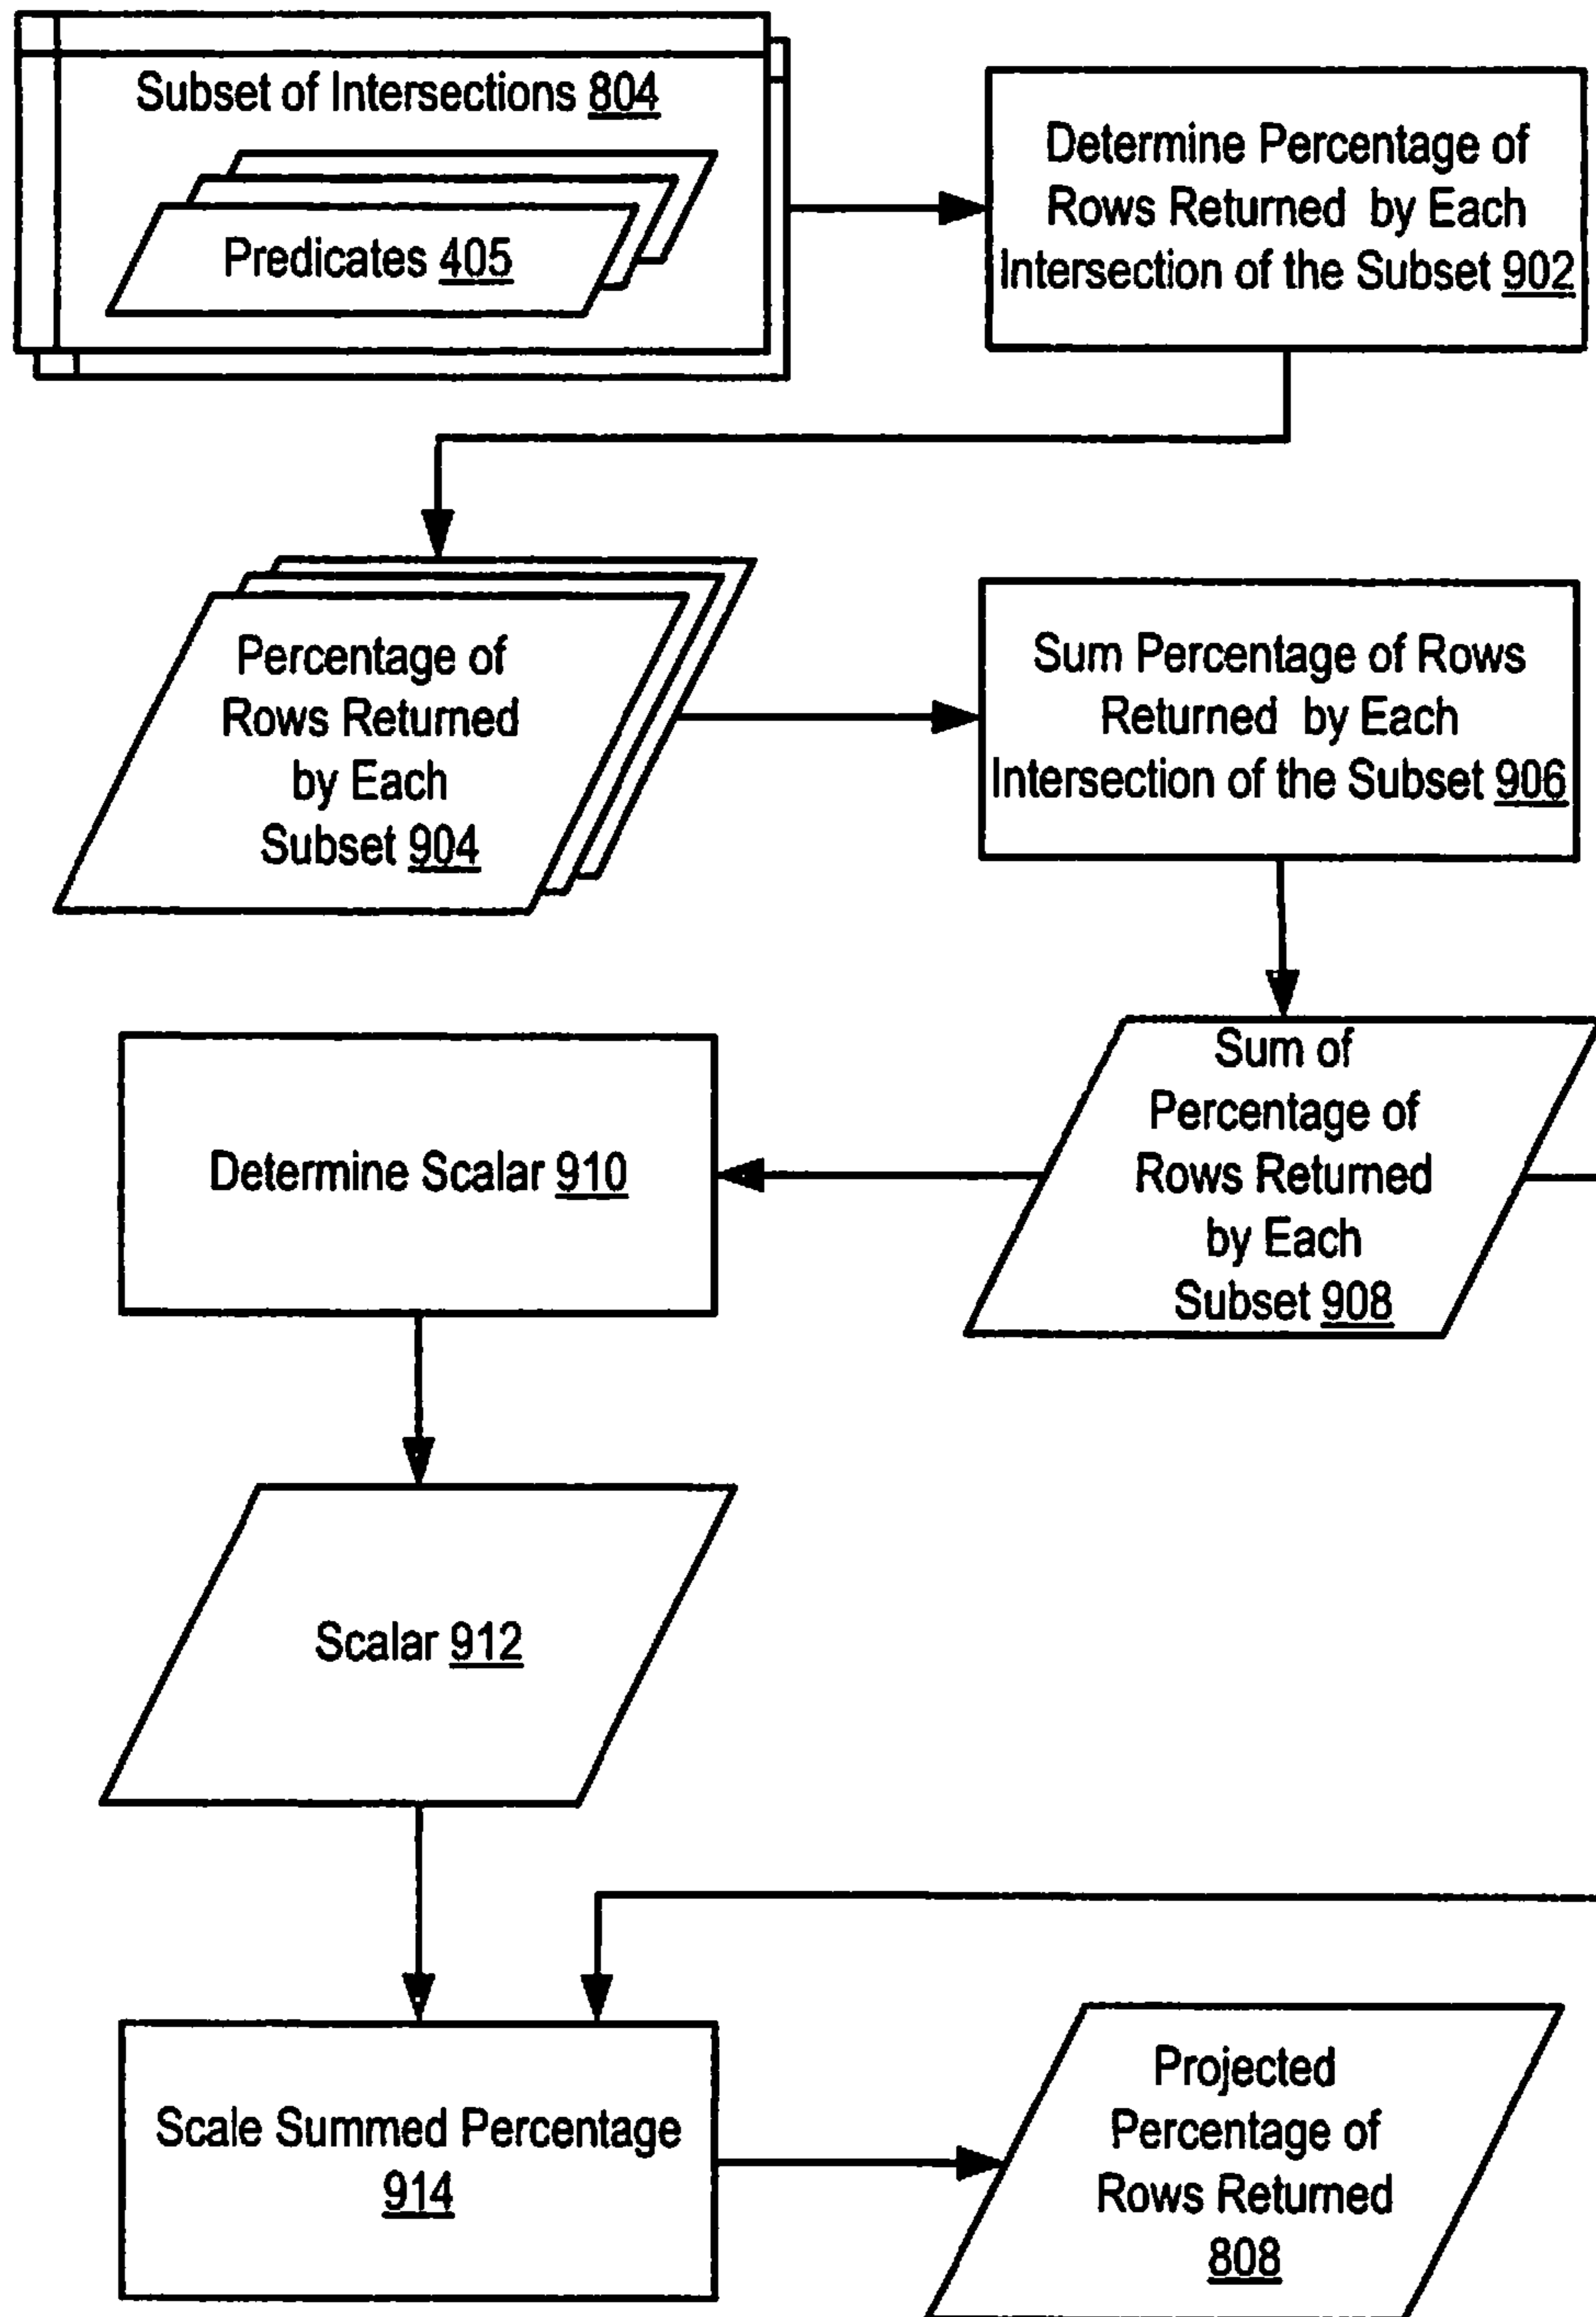 Subset of Intersections 804
Predicates 405
Determine Percentage of
Rows Returned by Each
Intersection of the Subset 902
Percentage of
Rows Returned
by Each
Subset 904
Sum Percentage of Rows
Returned by Each
Intersection of the Subset 906
Sum of
Percentage of
Rows Returned
by Each
Subset 908
Determine Scalar 910
Scalar 912
Scale Summed Percentage
914
Projected
Percentage of
Rows Returned
808